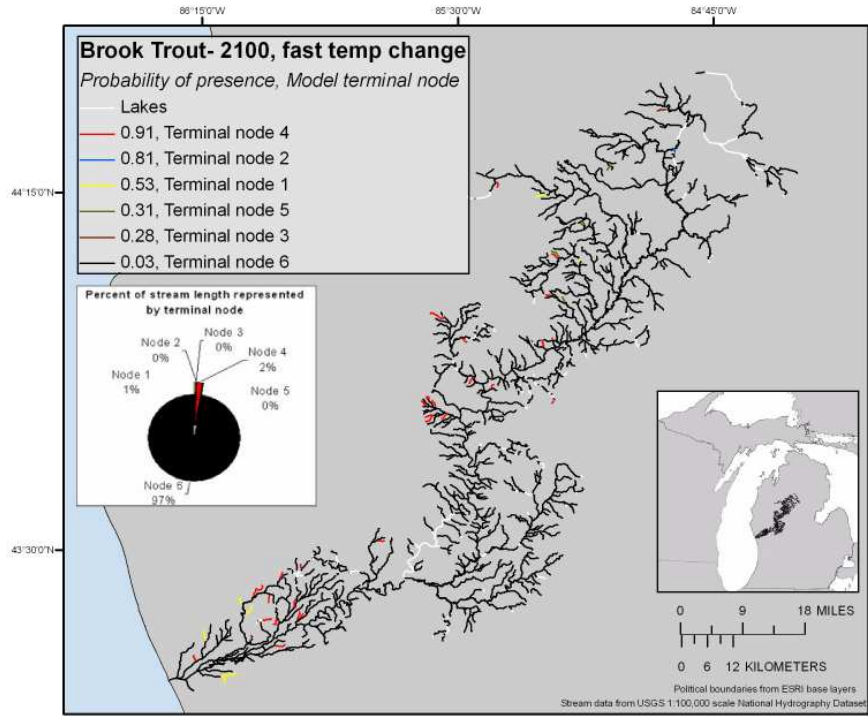 86°15'0"W
85°30'0"W
84°45'0"W
Brook Trout- 2100, fast temp change
Probability of presence, Model terminal node
Lakes
0.91, Terminal node 4
0.81, Terminal node 2
0.53, Terminal node 1
0.31, Terminal node 5
0.28, Terminal node 3
0.03, Terminal node 6
44°15'0"N
Percent of stream length represented
by terminal node
Node 3
0%
Node 2
0%
Node 4
2%
Node 1
1%
Node 5
0%
Node 6
97%
43°30'0"N
0 9 18 MILES
0 6 12 KILOMETERS
Political boundaries from ESRI base layers
Stream data from USGS 1:100,000 scale National Hydrography Dataset